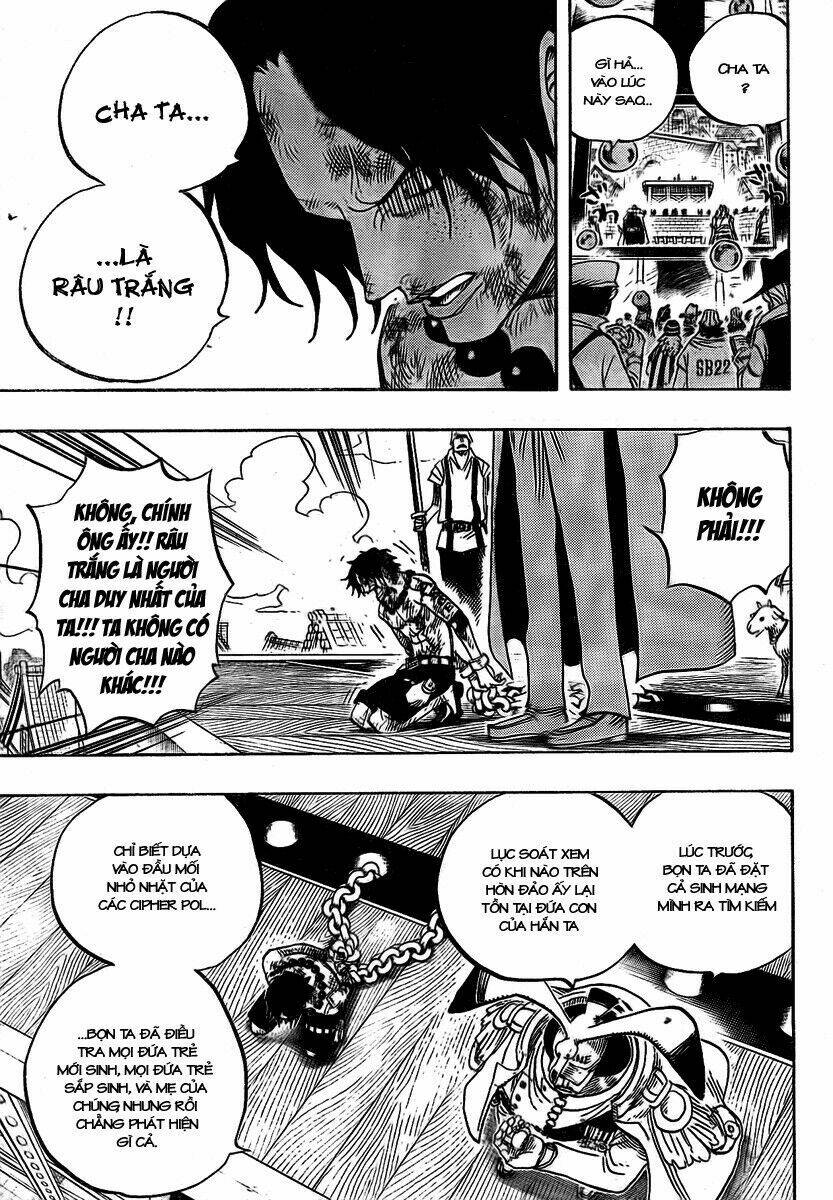 CHA TA
?
GÌ HẢ...
VÀO LÚC
NÀY SAO...
GB22
CHA TA...
...LÀ
RÂU TRẮNG
!!
KHÔNG
PHẢI!!!
KHÔNG, CHÍNH
ÔNG ẤY!! RÂU
TRẮNG LÀ NGƯỜI
CHA DUY NHẤT CỦA
TA!!! TA KHÔNG CÓ
NGƯỜI CHA NÀO
KHÁC!!!
LÚC TRƯỚC,
BỌN TA ĐÃ ĐẶT
CẢ SINH MẠNG
MÌNH RA TÌM KIẾM
LỤC SOÁT XEM
CÓ KHI NÀO TRÊN
HÒN ĐẢO ẤY LẠI
TỒN TẠI ĐỨA CON
CỦA HẮN TA
CHỈ BIẾT DỰA
VÀO ĐẦU MỐI
NHỎ NHẶT CỦA
CÁC CIPHER POL...
...BỌN TA ĐÃ ĐIỀU
TRA MỌI ĐỨA TRẺ
MỚI SINH, MỌI ĐỨA TRẺ
SẮP SINH, VÀ MẸ CỦA
CHÚNG NHƯNG RỒI
CHẲNG PHÁT HIỆN
GÌ CẢ.